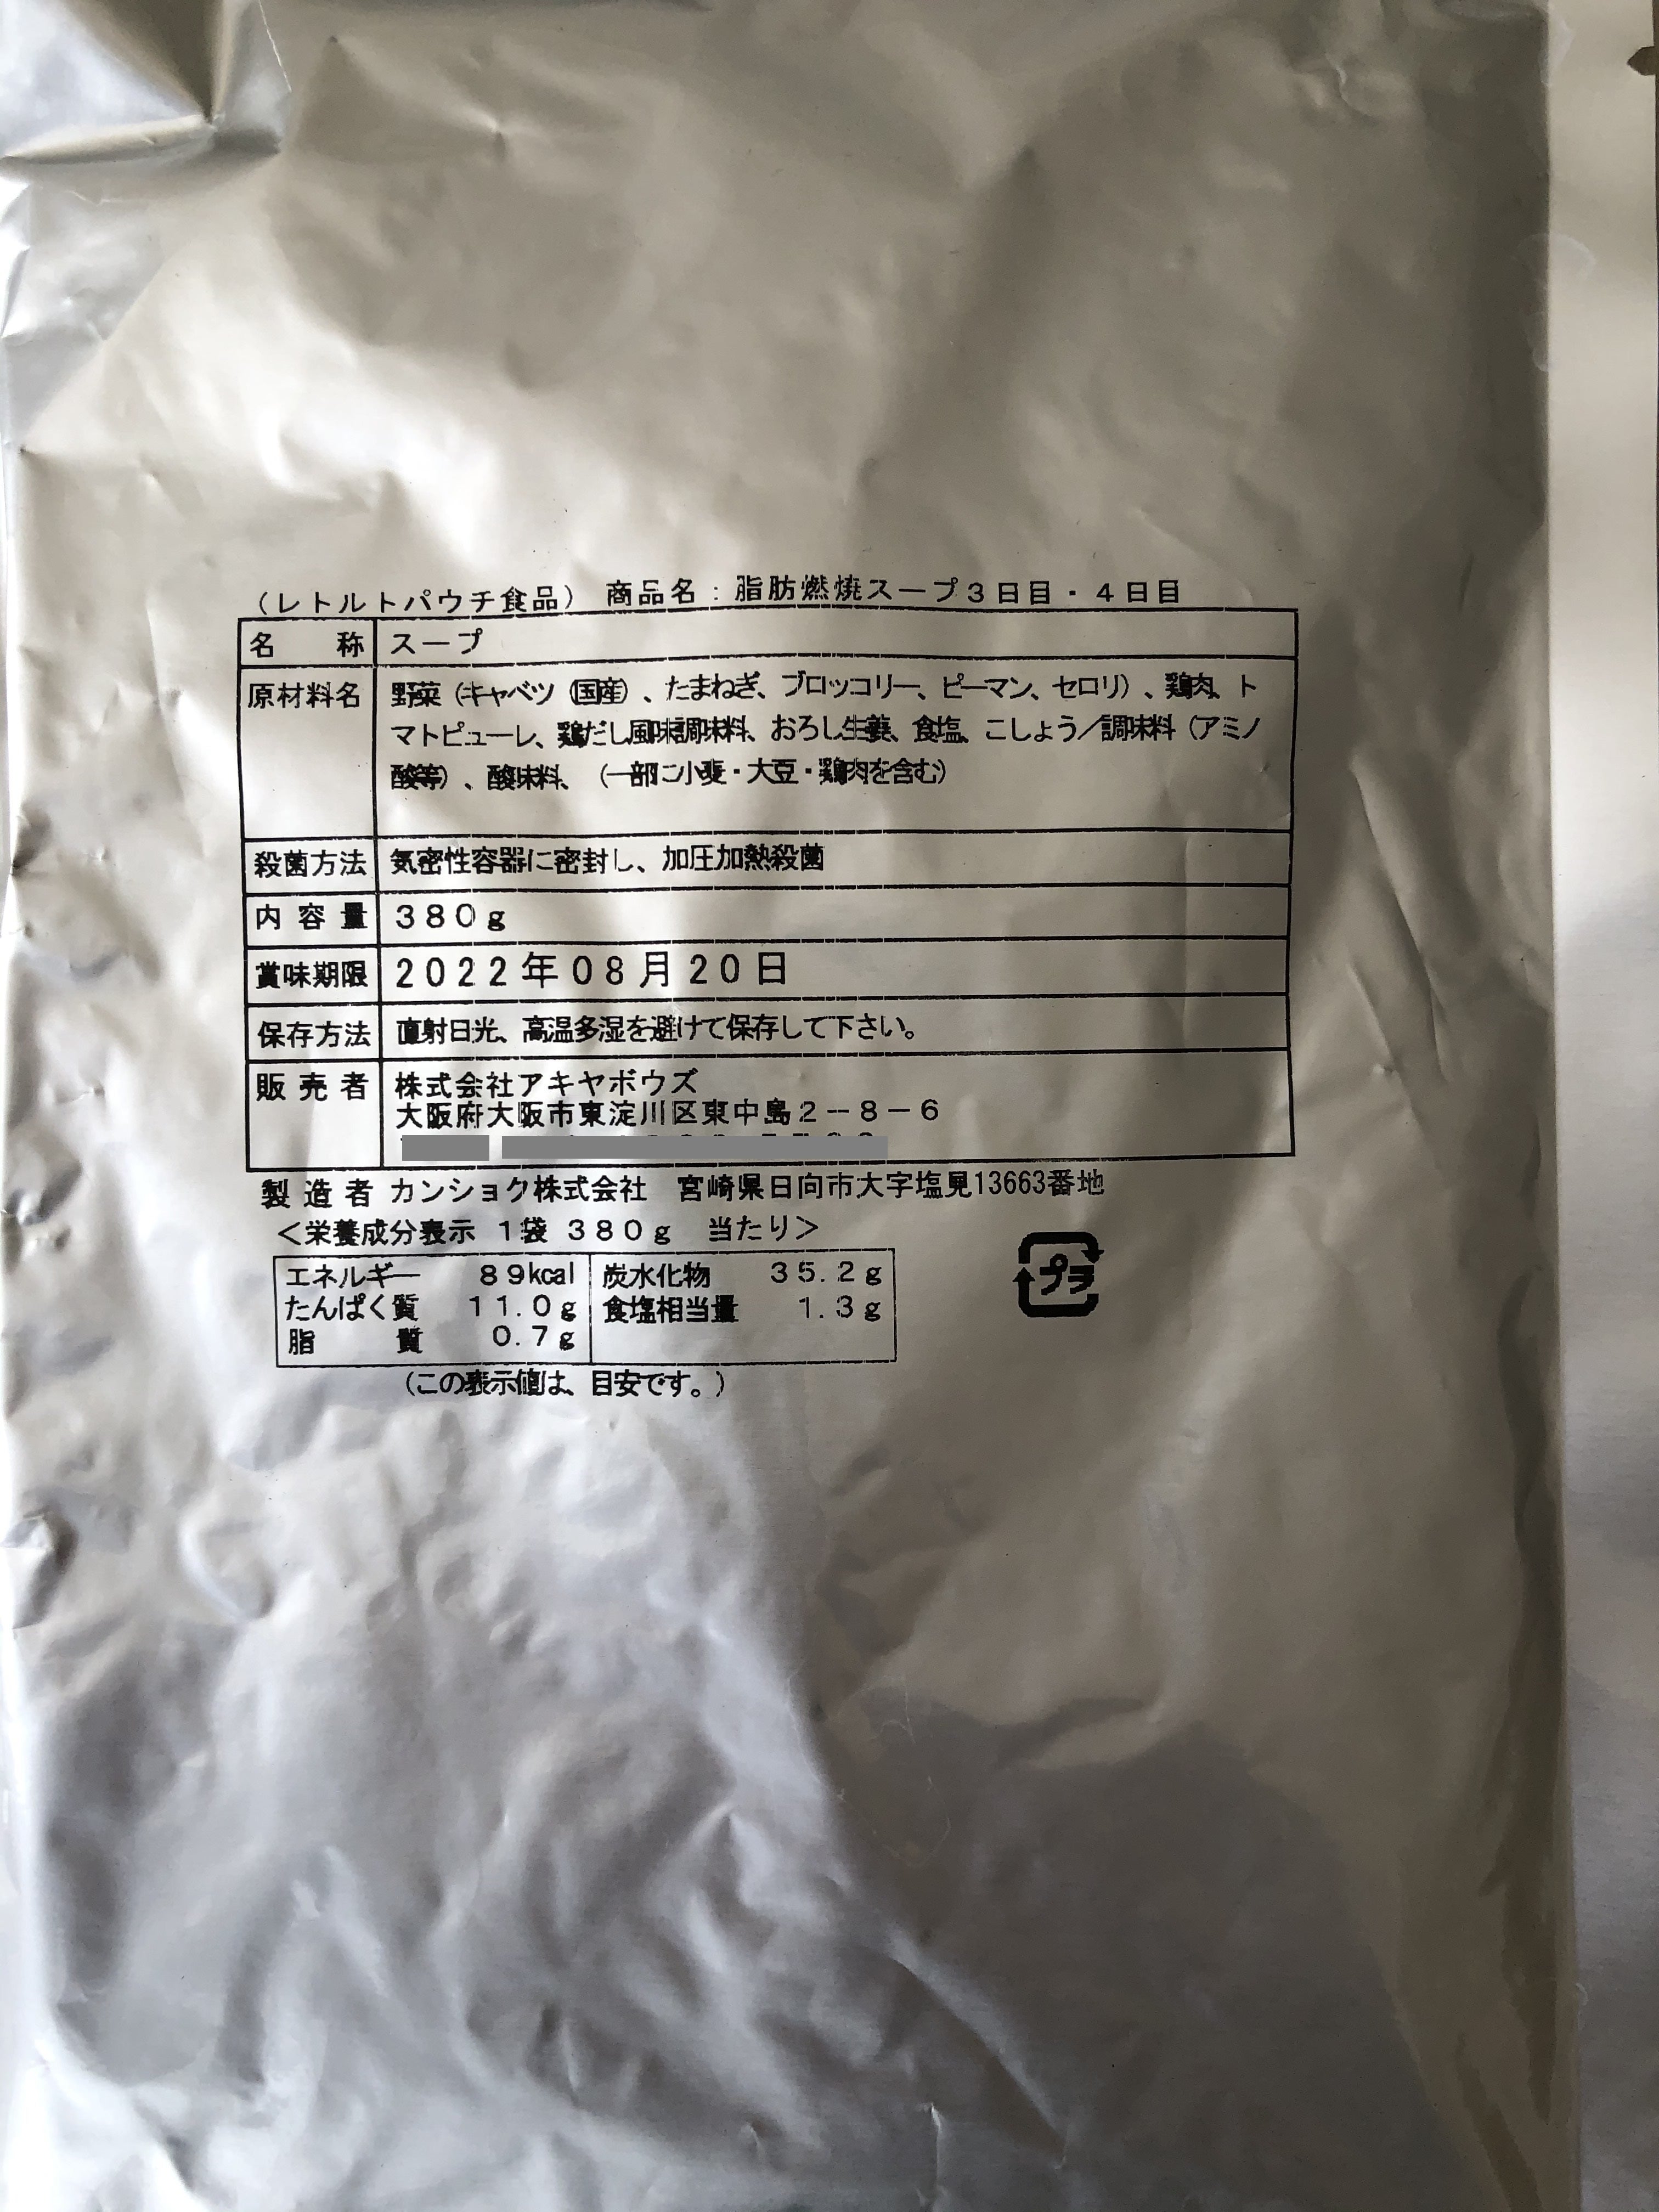 （レトルトパウチ食品） 商品名：脂肪燃焼スープ３日目・４日目
名称 スープ
原材料名 野菜（キャベツ（国産）、たまねぎ、ブロッコリー、ピーマン、セロリ）、鶏肉、ト
マトピューレ、鶏だし風味調味料、おろし生姜、食塩、こしょう／調味料（アミノ
酸等）、酸味料、（一部に小麦・大豆・鶏肉を含む）
殺菌方法 気密性容器に密封し、加圧加熱殺菌
内容量 ３８０ｇ
賞味期限 ２０２２年０８月２０日
保存方法 直射日光、高温多湿を避けて保存して下さい。
販売者 株式会社アキヤボウズ
大阪府大阪市東淀川区東中島２－８－６
製造者 カンショク株式会社 宮崎県日向市大字塩見13663番地
＜栄養成分表示 １袋 ３８０ｇ 当たり＞
エネルギー ８９kcal 炭水化物 ３５.２ｇ
たんぱく質 １１.０ｇ 食塩相当量 １.３ｇ
脂質 ０.７ｇ
（この表示値は、目安です。）
プラ